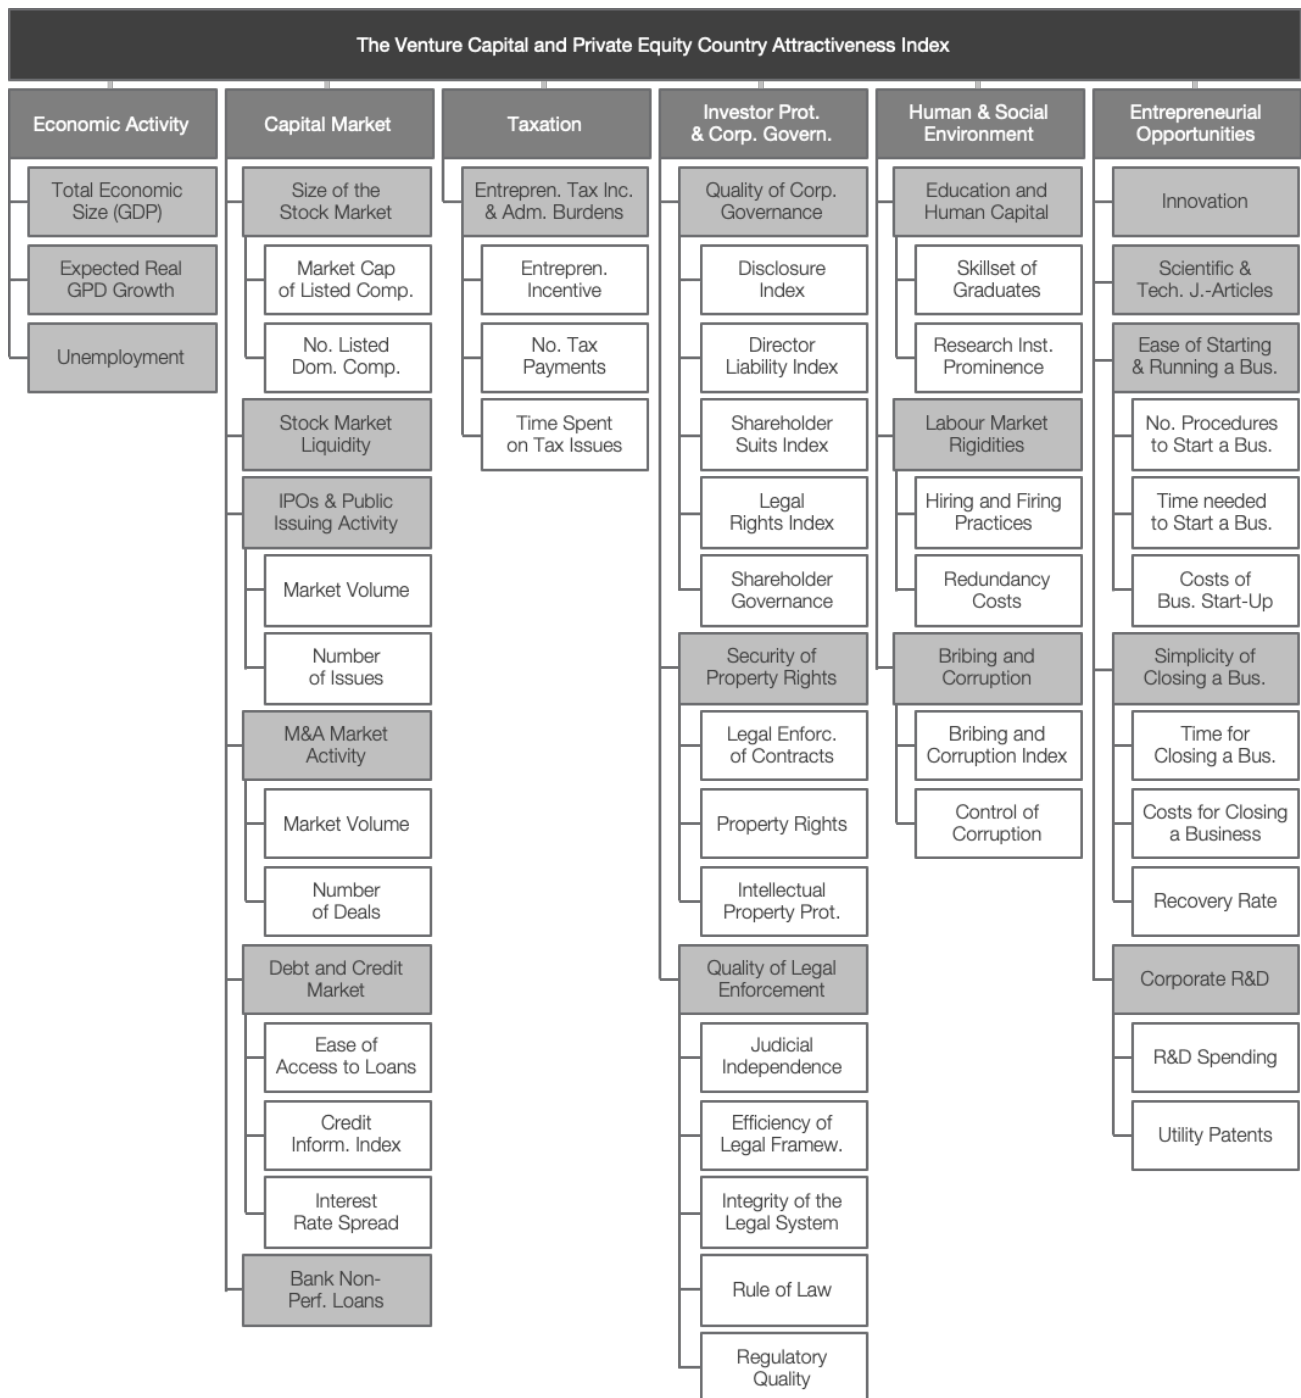 The Venture Capital and Private Equity Country Attractiveness Index
Economic Activity
Total Economic
Size (GDP)
Expected Real
GPD Growth
Unemployment
Capital Market
Size of the
Stock Market
Market Cap
of Listed Comp.
No. Listed
Dom. Comp.
Stock Market
Liquidity
IPOs & Public
Issuing Activity
Market Volume
Number
of Issues
M&A Market
Activity
Market Volume
Number
of Deals
Debt and Credit
Market
Ease of
Access to Loans
Credit
Inform. Index
Interest
Rate Spread
Bank Non-
Perf. Loans
Taxation
Entrepren. Tax Inc.
& Adm. Burdens
Entrepren.
Incentive
No. Tax
Payments
Time Spent
on Tax Issues
Investor Prot.
& Corp. Govern.
Quality of Corp.
Governance
Disclosure
Index
Director
Liability Index
Shareholder
Suits Index
Legal
Rights Index
Shareholder
Governance
Security of
Property Rights
Legal Enforc.
of Contracts
Property Rights
Intellectual
Property Prot.
Quality of Legal
Enforcement
Judicial
Independence
Efficiency of
Legal Framew.
Integrity of the
Legal System
Rule of Law
Regulatory
Quality
Human & Social
Environment
Education and
Human Capital
Skillset of
Graduates
Research Inst.
Prominence
Labour Market
Rigidities
Hiring and Firing
Practices
Redundancy
Costs
Bribing and
Corruption
Bribing and
Corruption Index
Control of
Corruption
Entrepreneurial
Opportunities
Innovation
Scientific &
Tech. J.-Articles
Ease of Starting
& Running a Bus.
No. Procedures
to Start a Bus.
Time needed
to Start a Bus.
Costs of
Bus. Start-Up
Simplicity of
Closing a Bus.
Time for
Closing a Bus.
Costs for Closing
a Business
Recovery Rate
Corporate R&D
R&D Spending
Utility Patents